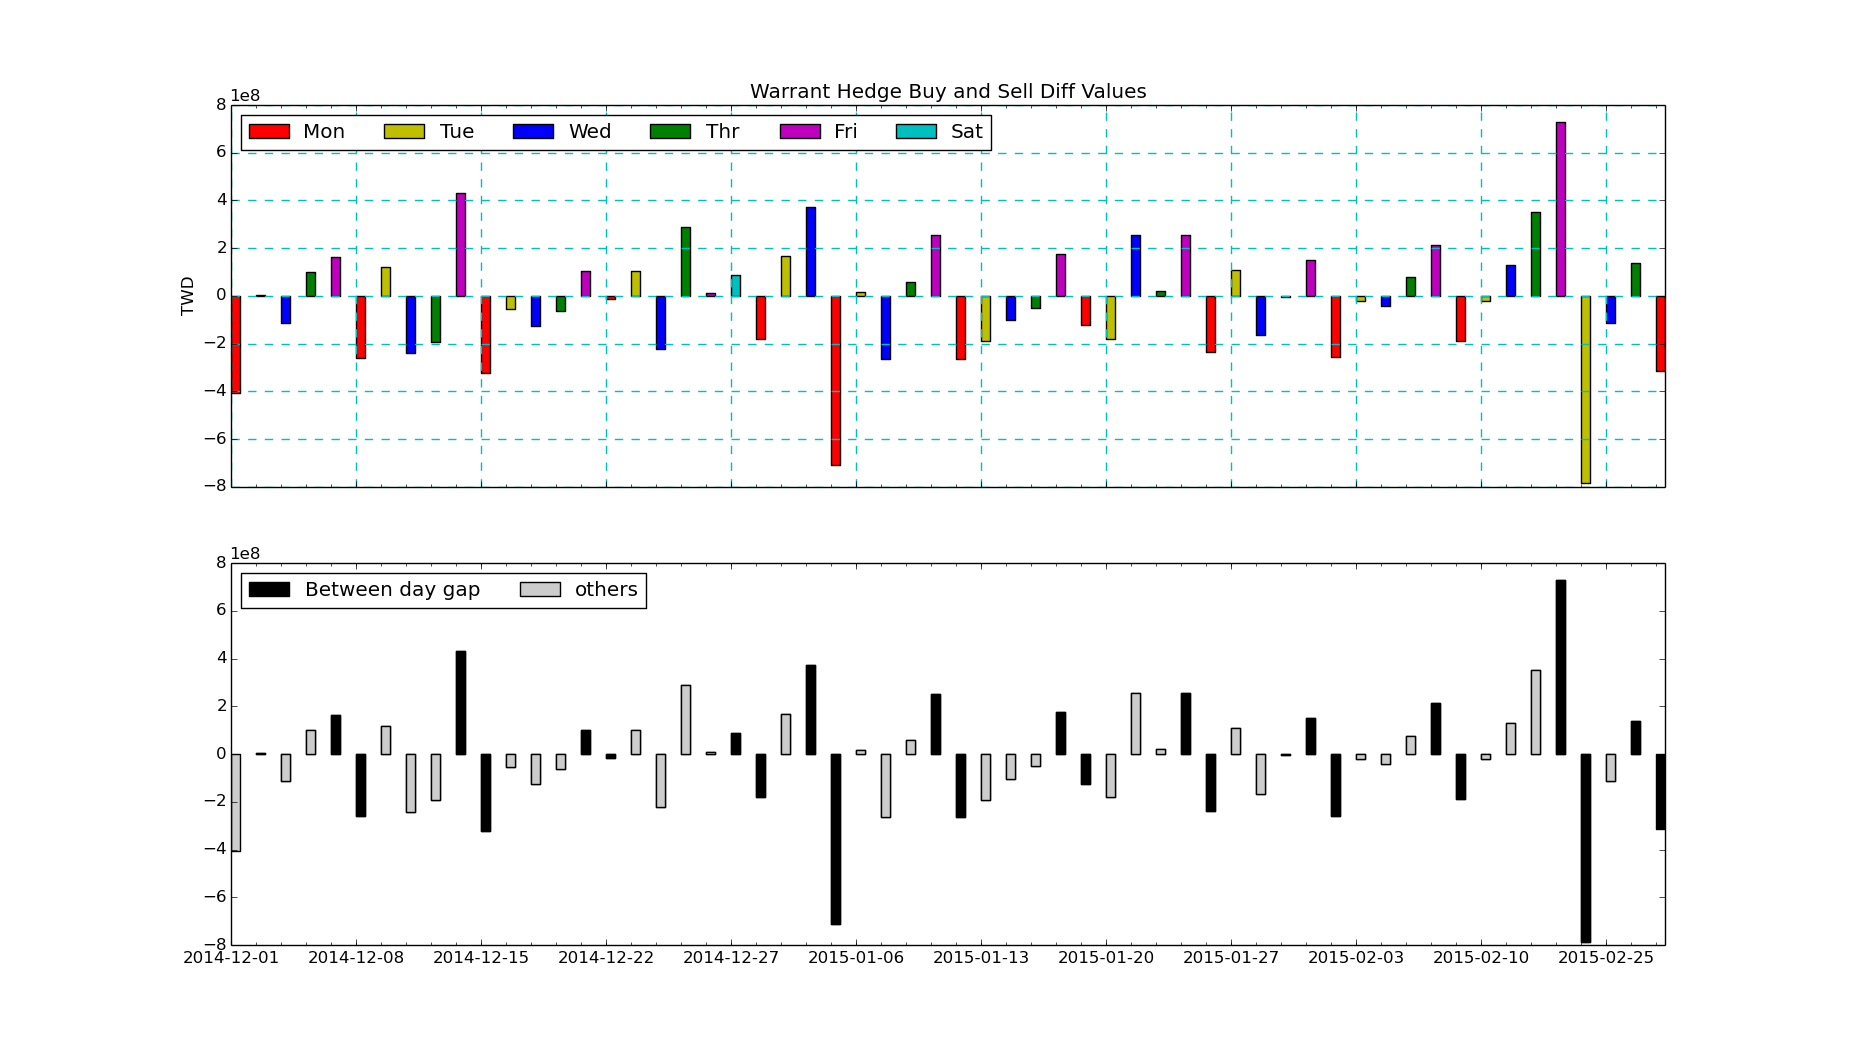 Warrant Hedge Buy and Sell Diff Values
1e8
8
6
4
2
0
−2
−4
−6
−8
TWD
Mon Tue Wed Thr Fri Sat
1e8
8
6
4
2
0
−2
−4
−6
−8
Between day gap others
2014-12-01 2014-12-08 2014-12-15 2014-12-22 2014-12-27 2015-01-06 2015-01-13 2015-01-20 2015-01-27 2015-02-03 2015-02-10 2015-02-25